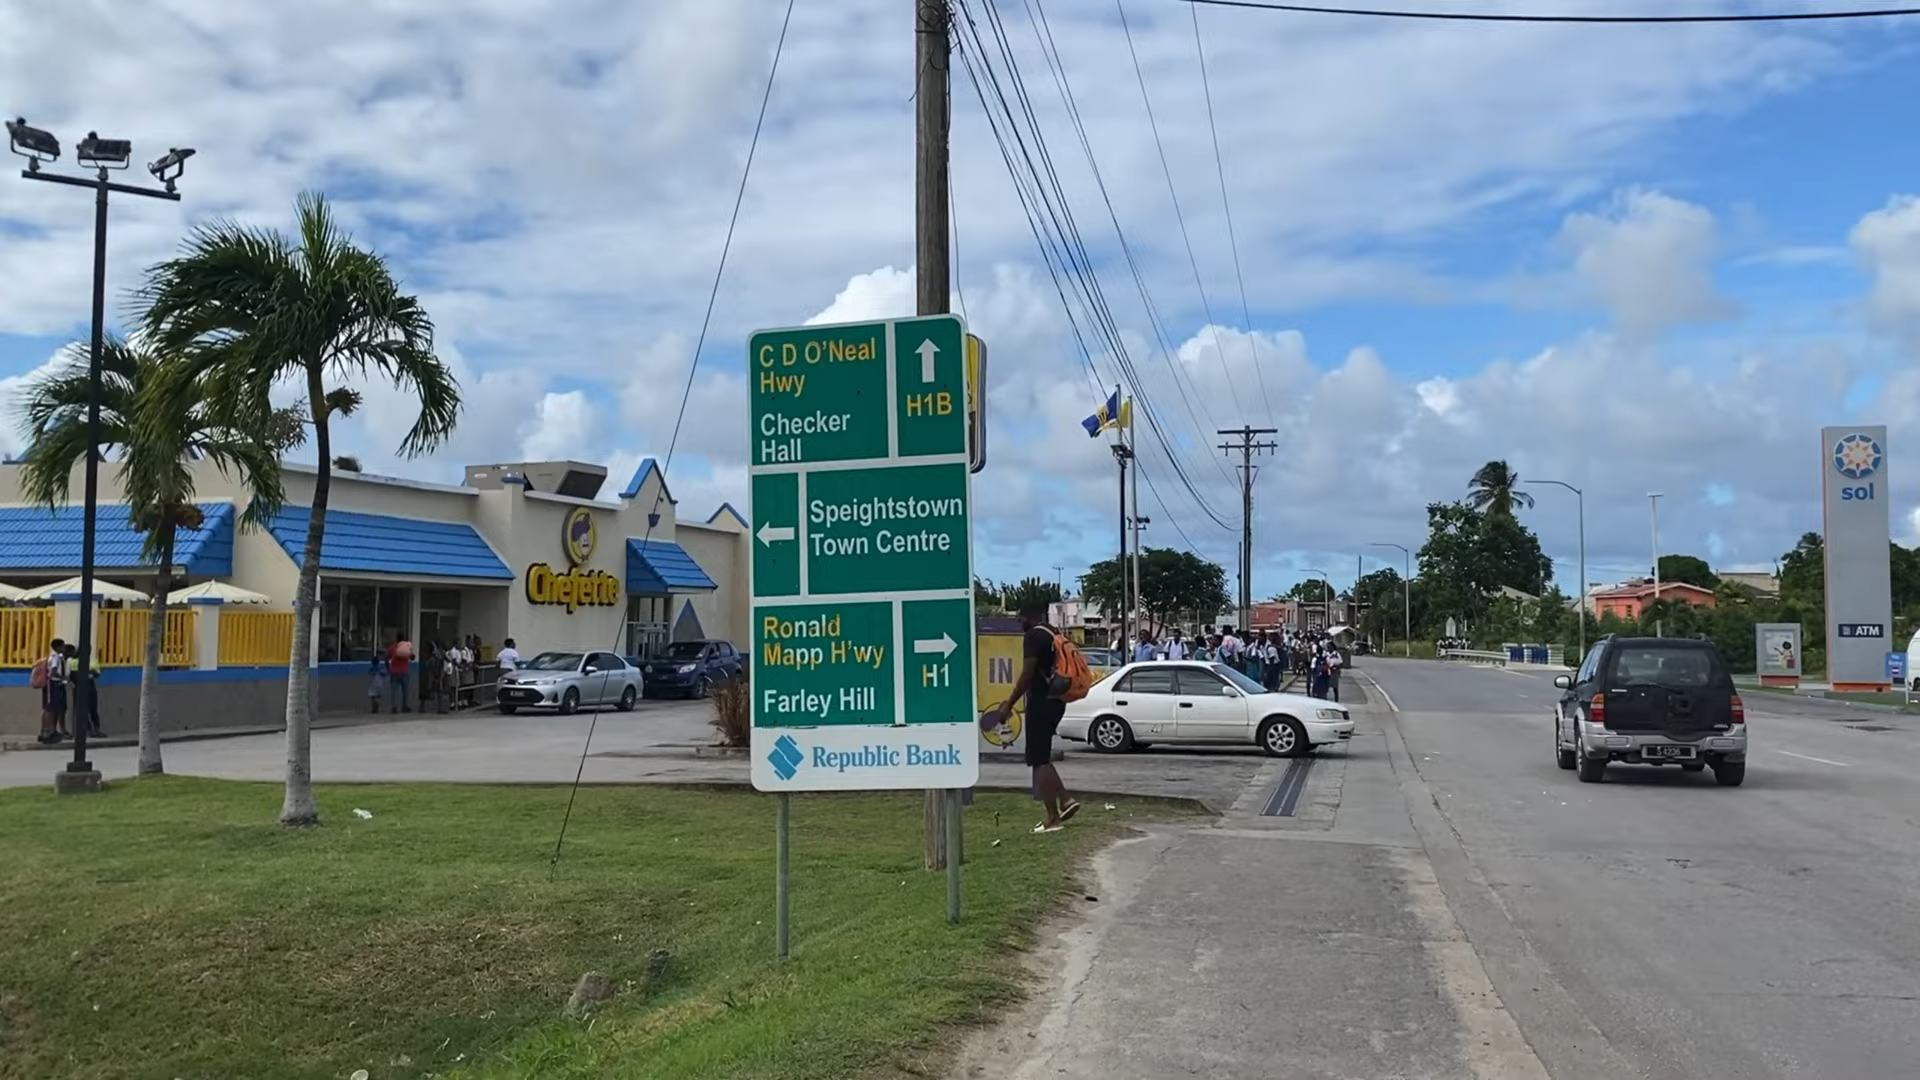 C D O'Neal
Hwy
Checker
Hall
H1B
Speightstown
Town Centre
Ronald
Mapp H'wy
Farley Hill
H1
Republic Bank
Chefette
IN
sol
ATM